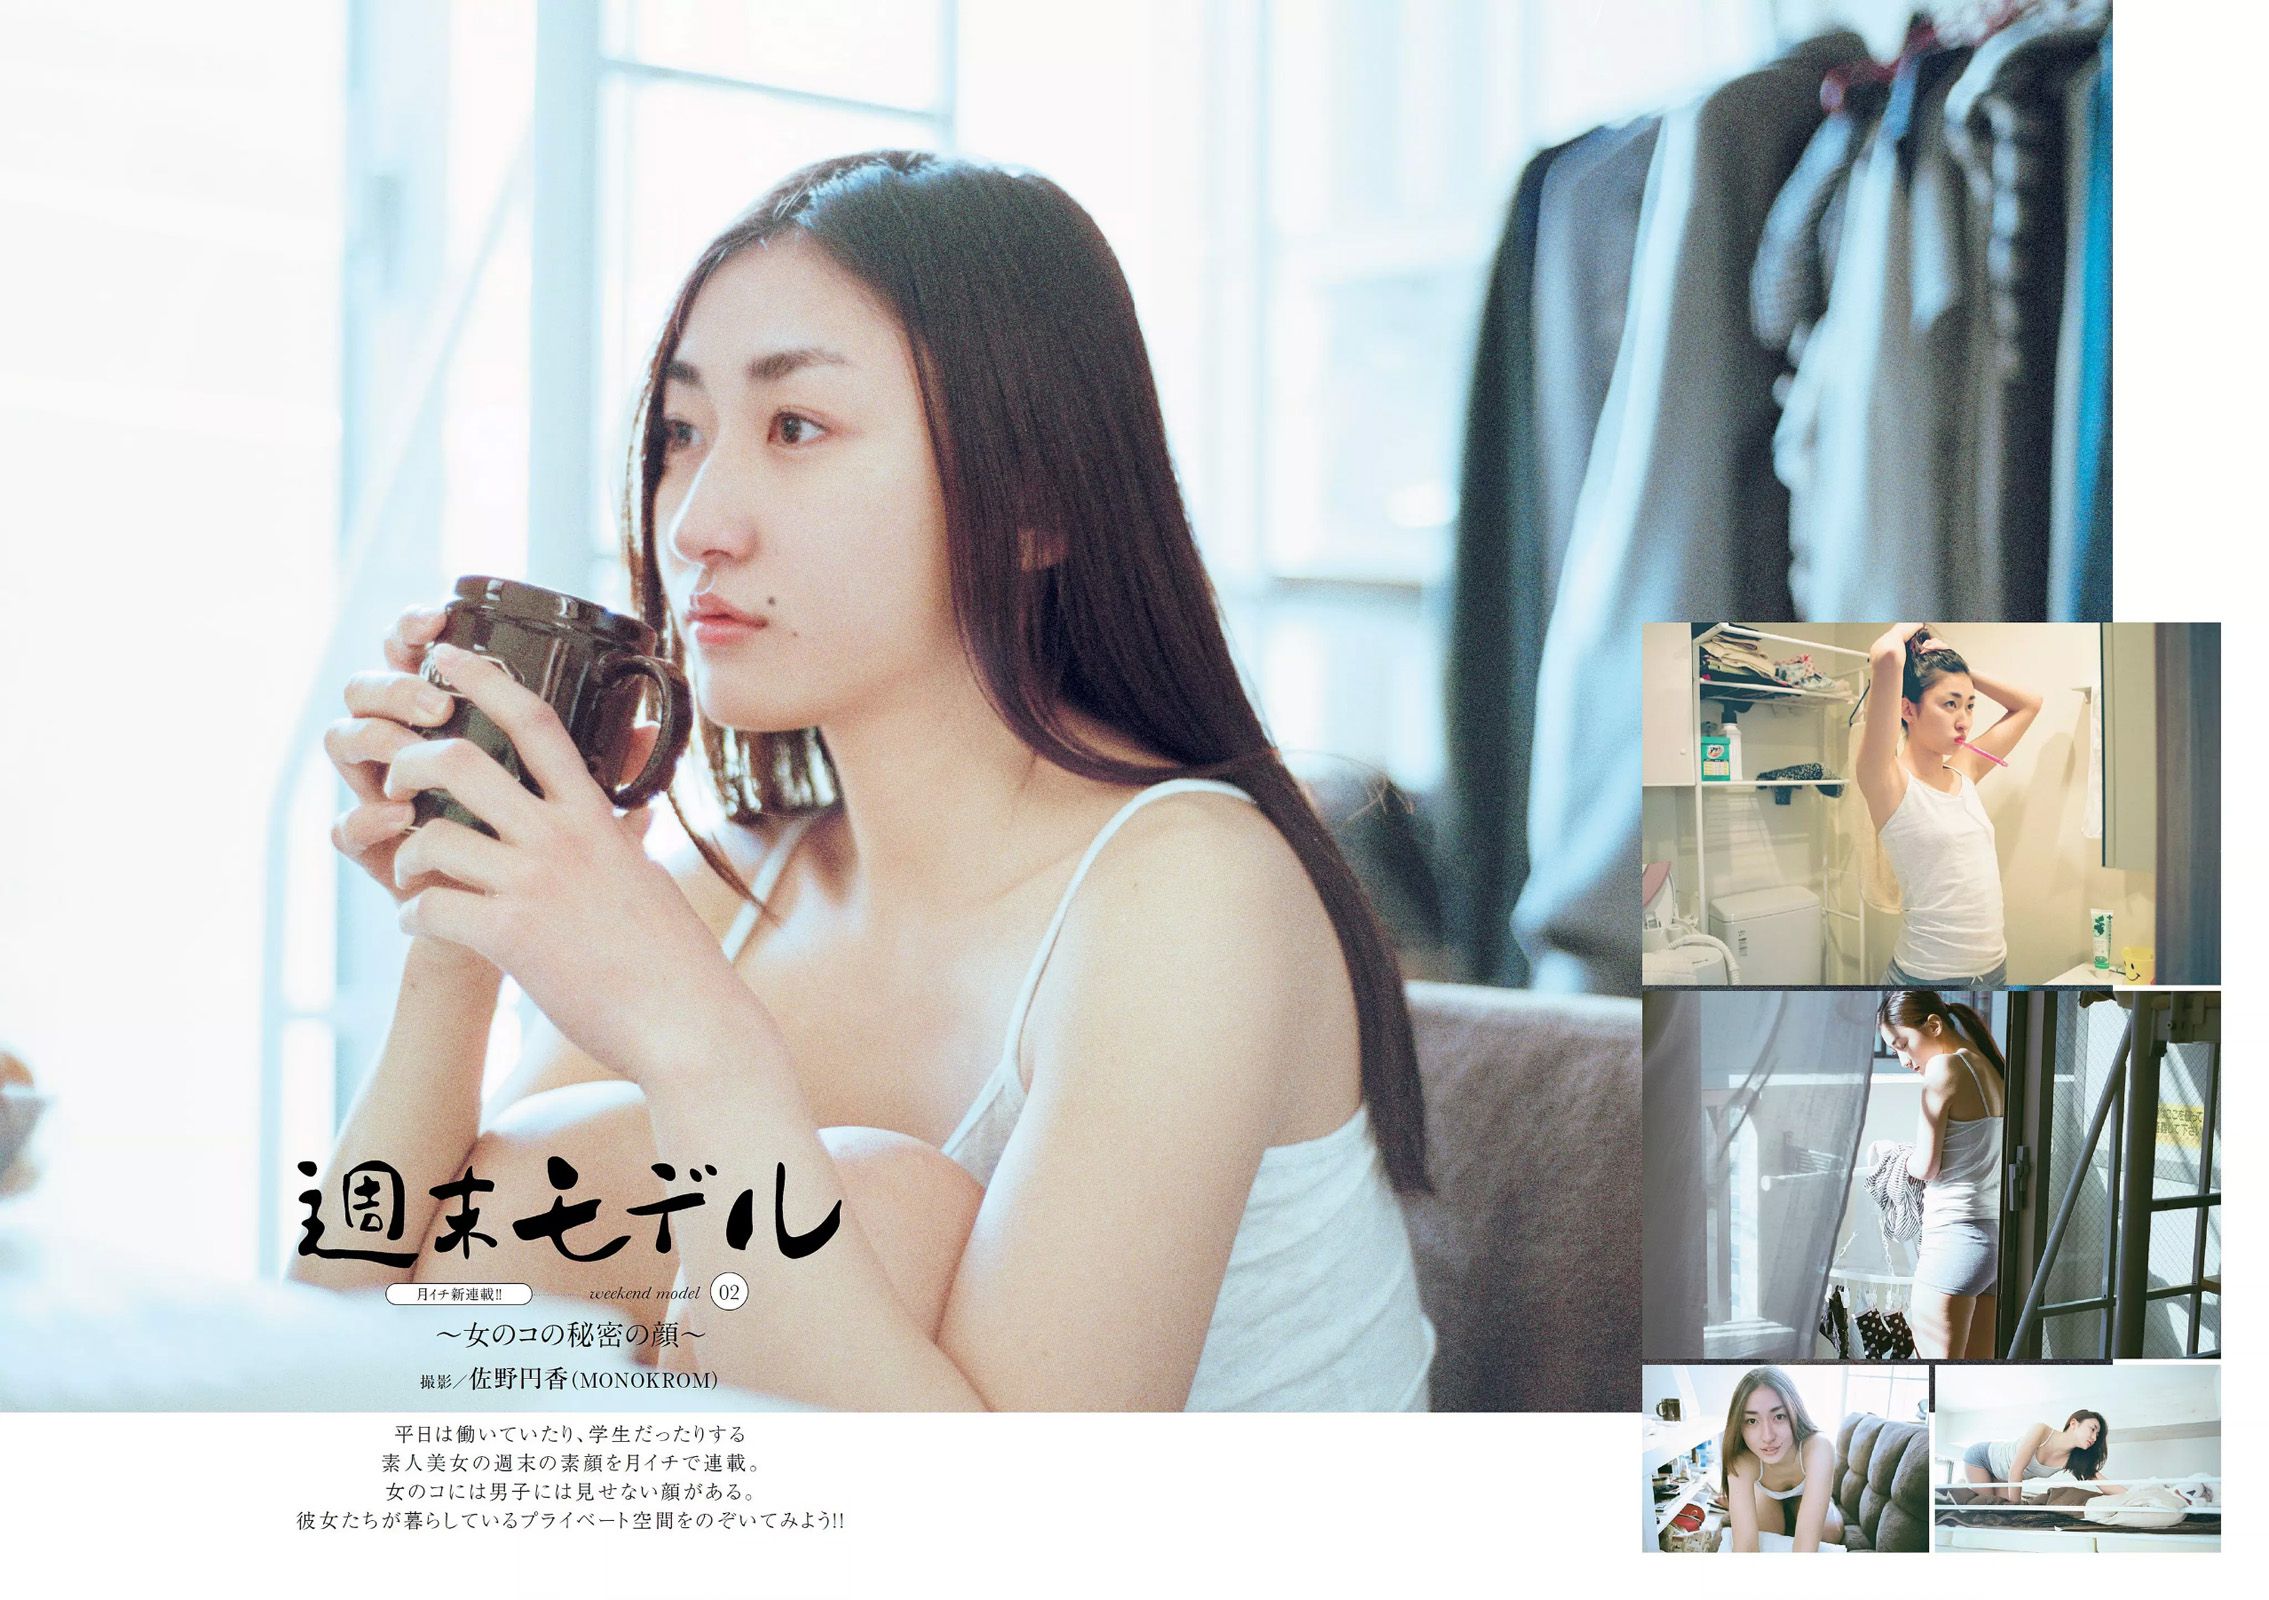 週末モデル
月イチ新連載!!
weekend model 02
〜女のコの秘密の顔〜
撮影／佐野円香(MONOKROM)
平日は働いていたり、学生だったりする
素人美女の週末の素顔を月イチで連載。
女のコには男子には見せない顔がある。
彼女たちが暮らしているプライベート空間をのぞいてみよう!!